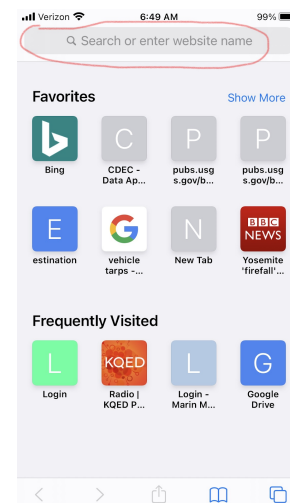 Verizon 6:49 AM 99%
Search or enter website name
Favorites Show More
C P P
Bing CDEC - Data Ap... pubs.usgs.gov/b... pubs.usgs.gov/b...
E G N BBC NEWS
estination vehicle tarps -... New Tab Yosemite 'firefall'...
Frequently Visited
L KQED L G
Login Radio | KQED P... Login - Marin M... Google Drive